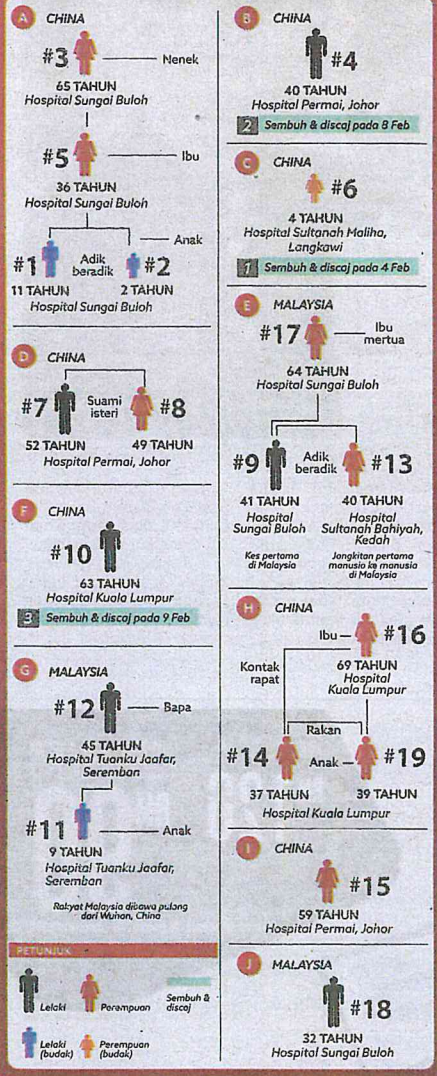 A CHINA
#3
Nenek
65 TAHUN
Hospital Sungai Buloh
#5
Ibu
36 TAHUN
Hospital Sungai Buloh
Anak
#1
Adik
beradik
#2
11 TAHUN
2 TAHUN
Hospital Sungai Buloh
B CHINA
#4
40 TAHUN
Hospital Permai, Johor
2 Sembuh & discaj pada 8 Feb
C CHINA
#6
4 TAHUN
Hospital Sultanah Maliha,
Langkawi
1 Sembuh & discaj pada 4 Feb
D CHINA
#7
Suami
isteri
#8
52 TAHUN
49 TAHUN
Hospital Permai, Johor
E MALAYSIA
#17
Ibu
mertua
64 TAHUN
Hospital Sungai Buloh
#9
Adik
beradik
#13
41 TAHUN
Hospital
Sungai Buloh
Kes pertama
di Malaysia
40 TAHUN
Hospital
Sultanah Bahiyah,
Kedah
Jangkitan pertama
manusia ke manusia
di Malaysia
F CHINA
#10
63 TAHUN
Hospital Kuala Lumpur
3 Sembuh & discaj pada 9 Feb
G MALAYSIA
#12
Bapa
45 TAHUN
Hospital Tuanku Jaafar,
Seremban
#11
Anak
9 TAHUN
Hospital Tuanku Jaafar,
Seremban
Rakyat Malaysia dibawa pulang
dari Wuhan, China
H CHINA
Ibu
#16
Kontak
rapat
69 TAHUN
Hospital
Kuala Lumpur
Rakan
#14
Anak
#19
37 TAHUN
39 TAHUN
Hospital Kuala Lumpur
I CHINA
#15
59 TAHUN
Hospital Permai, Johor
J MALAYSIA
#18
32 TAHUN
Hospital Sungai Buloh
PETUNJUK
Lelaki
Perempuan
Sembuh &
discaj
Lelaki
(budak)
Perempuan
(budak)